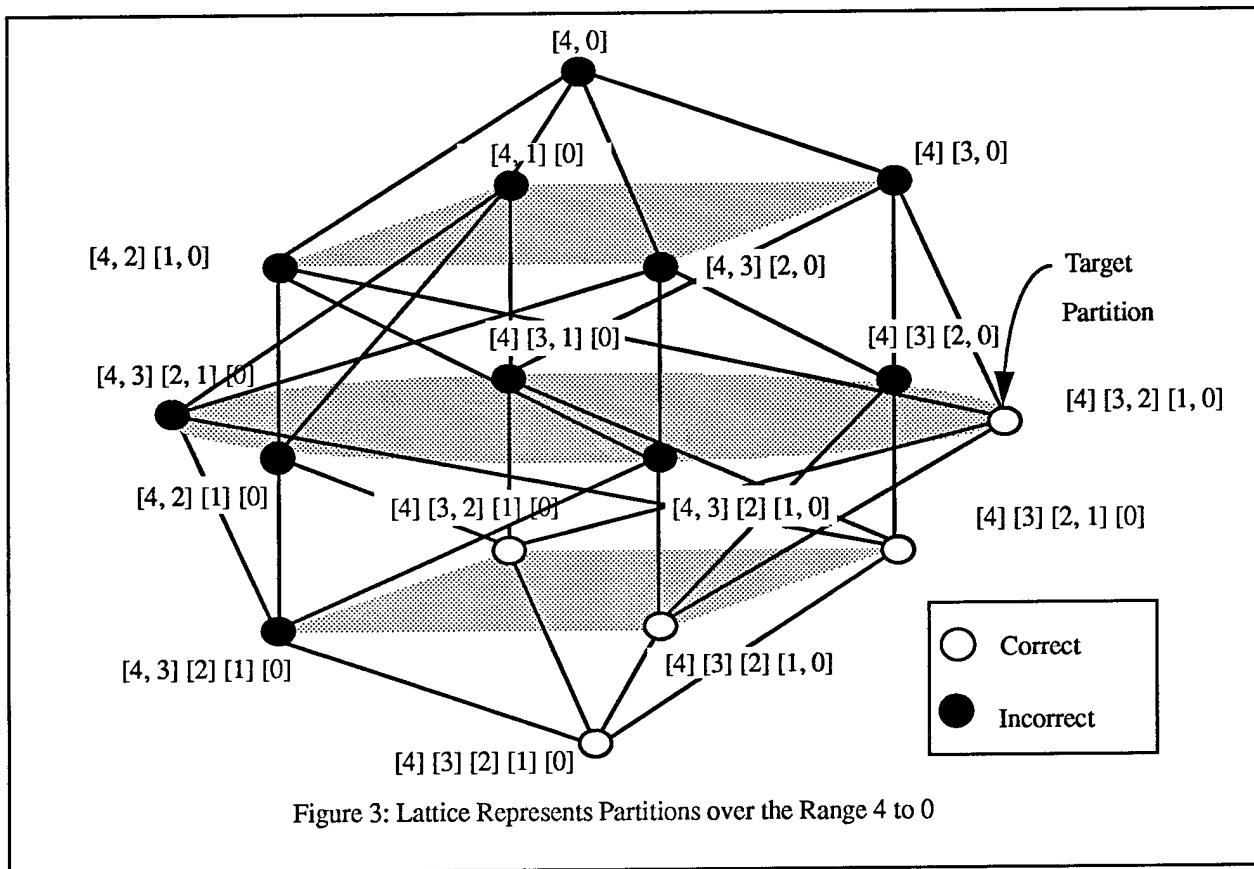 [4, 0]
[4, 1] [0]
[4] [3, 0]
[4, 2] [1, 0]
[4, 3] [2, 0]
Target
Partition
[4] [3, 1] [0]
[4] [3] [2, 0]
[4, 3] [2, 1] [0]
[4] [3, 2] [1, 0]
[4, 2] [1] [0]
[4] [3, 2] [1] [0]
[4, 3] [2] [1, 0]
[4] [3] [2, 1] [0]
Correct
[4, 3] [2] [1] [0]
[4] [3] [2] [1, 0]
Incorrect
[4] [3] [2] [1] [0]
Figure 3: Lattice Represents Partitions over the Range 4 to 0